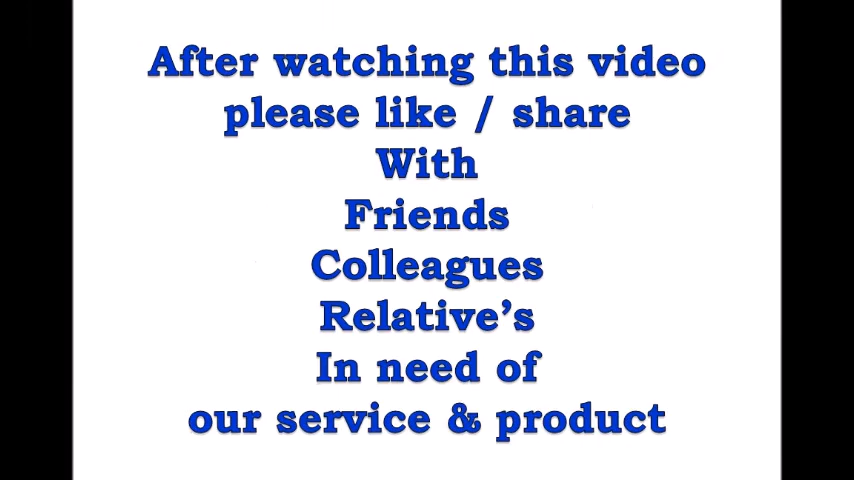 After watching this video
please like / share
With
Friends
Colleagues
Relative’s
In need of
our service & product